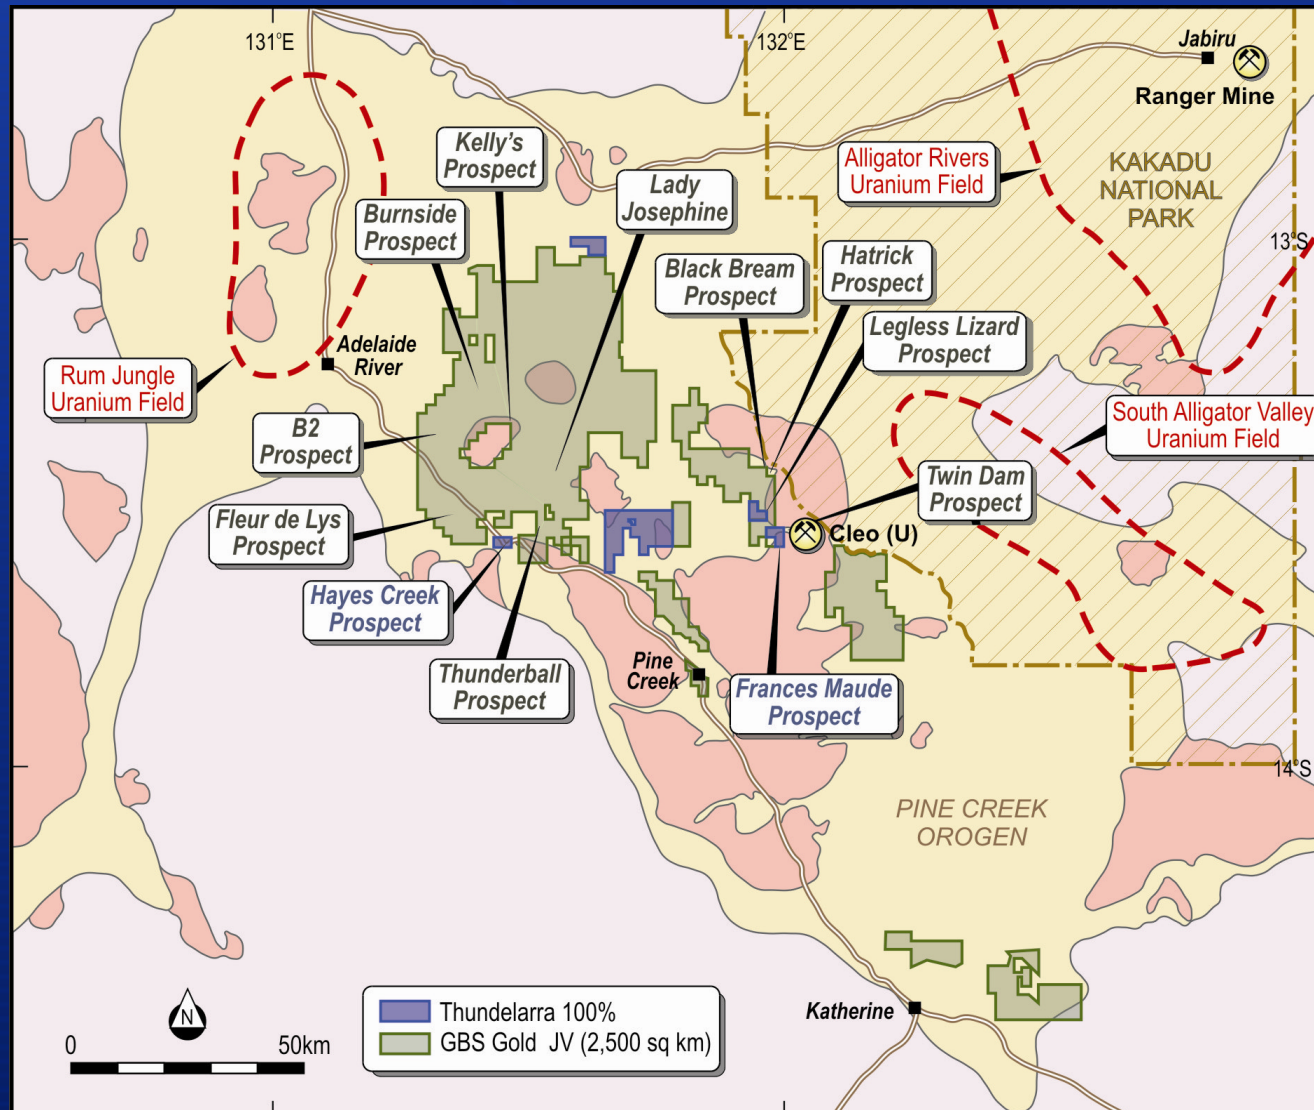 131°E
132°E
Jabiru
Ranger Mine
Kelly's
Prospect
Alligator Rivers
Uranium Field
KAKADU
NATIONAL
PARK
Lady
Josephine
Burnside
Prospect
13°S
Hatrick
Prospect
Black Bream
Prospect
Legless Lizard
Prospect
Adelaide
River
Rum Jungle
Uranium Field
South Alligator Valley
Uranium Field
B2
Prospect
Twin Dam
Prospect
Fleur de Lys
Prospect
Cleo (U)
Hayes Creek
Prospect
Thunderball
Prospect
Pine
Creek
Frances Maude
Prospect
14°S
PINE CREEK
OROGEN
N
Thundelarra 100%
Katherine
0 50km
GBS Gold JV (2,500 sq km)